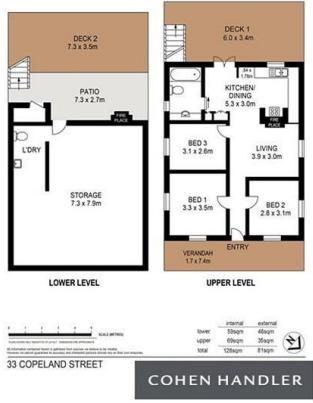 DECK 2
7.3 x 3.5m
PATIO
7.3 x 2.7m
FIRE
PLACE
L'DRY
STORAGE
7.3 x 7.9m
LOWER LEVEL
DECK 1
6.0 x 3.4m
KITCHEN/
DINING
5.3 x 3.0m
FIRE
PLACE
BED 3
3.1 x 2.6m
LIVING
3.9 x 3.0m
BED 1
3.3 x 3.5m
BED 2
2.8 x 3.1m
VERANDAH
1.7 x 7.4m
ENTRY
UPPER LEVEL
SCALE (METRES)
internal external
lower 59sqm 46sqm
upper 69sqm 35sqm
total 128sqm 81sqm
33 COPELAND STREET
COHEN HANDLER